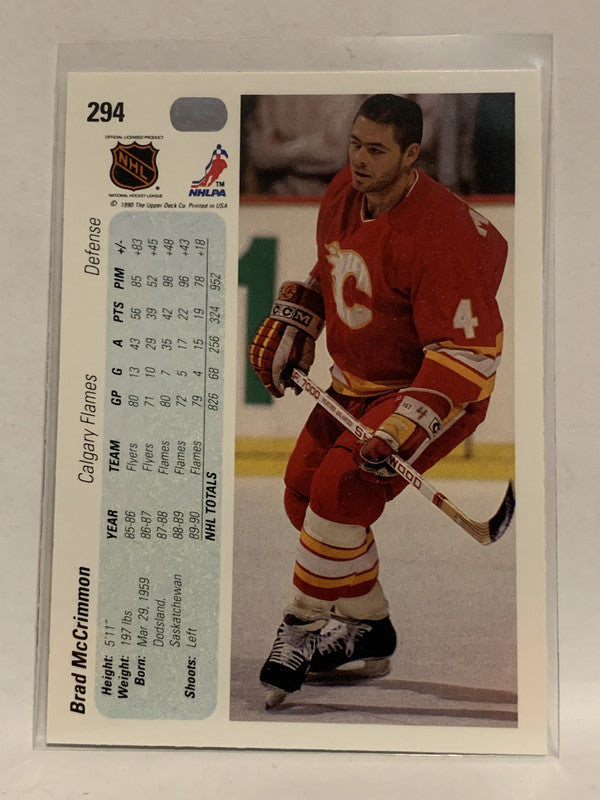 294
OFFICIAL LICENSED PRODUCT
NHL
NATIONAL HOCKEY LEAGUE
TM
NHLPA
© 1990 The Upper Deck Co. Printed in USA
Brad McCrimmon Calgary Flames Defense
Height: 5'11"
Weight: 197 lbs.
Born: Mar. 29, 1959
Dodsland,
Saskatchewan
Shoots: Left
YEAR TEAM GP G A PTS PIM +/-
85-86 Flyers 80 13 43 56 85 +83
86-87 Flyers 71 10 29 39 52 +45
87-88 Flames 80 7 35 42 98 +48
88-89 Flames 72 5 17 22 96 +43
89-90 Flames 79 4 15 19 78 +18
NHL TOTALS 826 68 256 324 952
C
4
CCM
4